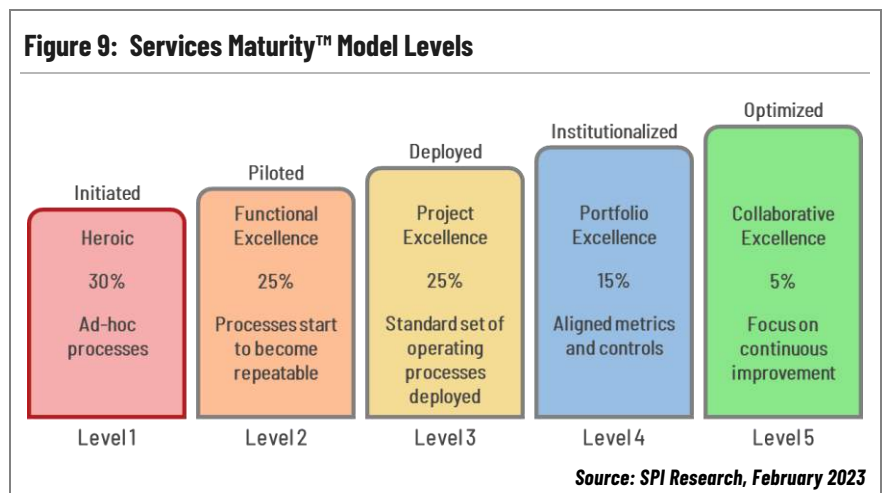 Figure 9: Services Maturity™ Model Levels
Initiated
Heroic
30%
Ad-hoc
processes
Level 1
Piloted
Functional
Excellence
25%
Processes start
to become
repeatable
Level 2
Deployed
Project
Excellence
25%
Standard set of
operating
processes
deployed
Level 3
Institutionalized
Portfolio
Excellence
15%
Aligned metrics
and controls
Level 4
Optimized
Collaborative
Excellence
5%
Focus on
continuous
improvement
Level 5
Source: SPI Research, February 2023